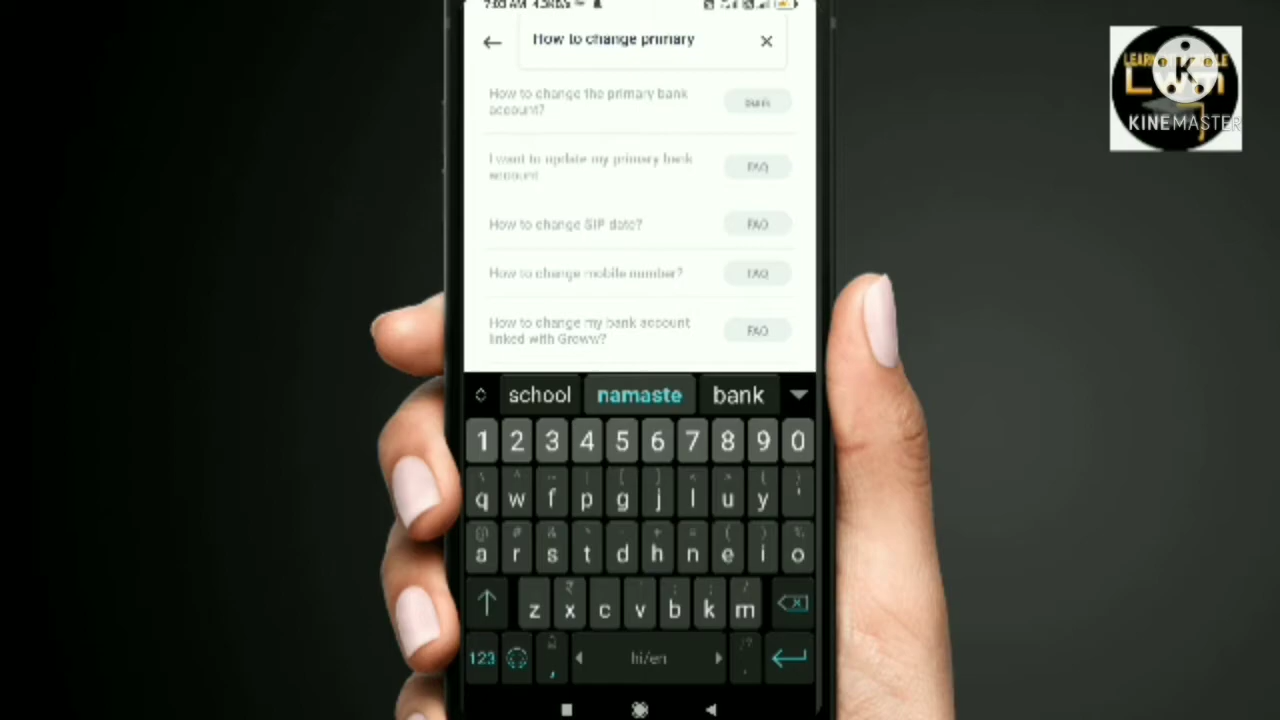 How to change primary
How to change the primary bank
account?
Bank
I want to update my primary bank
account
FAQ
How to change SIP date?
FAQ
How to change mobile number?
FAQ
How to change my bank account
linked with Groww?
FAQ
school namaste bank
1 2 3 4 5 6 7 8 9 0
q w f p g j l u y '
a r s t d h n e i o
z x c v b k m
123 , hi/en .
KINEMASTER